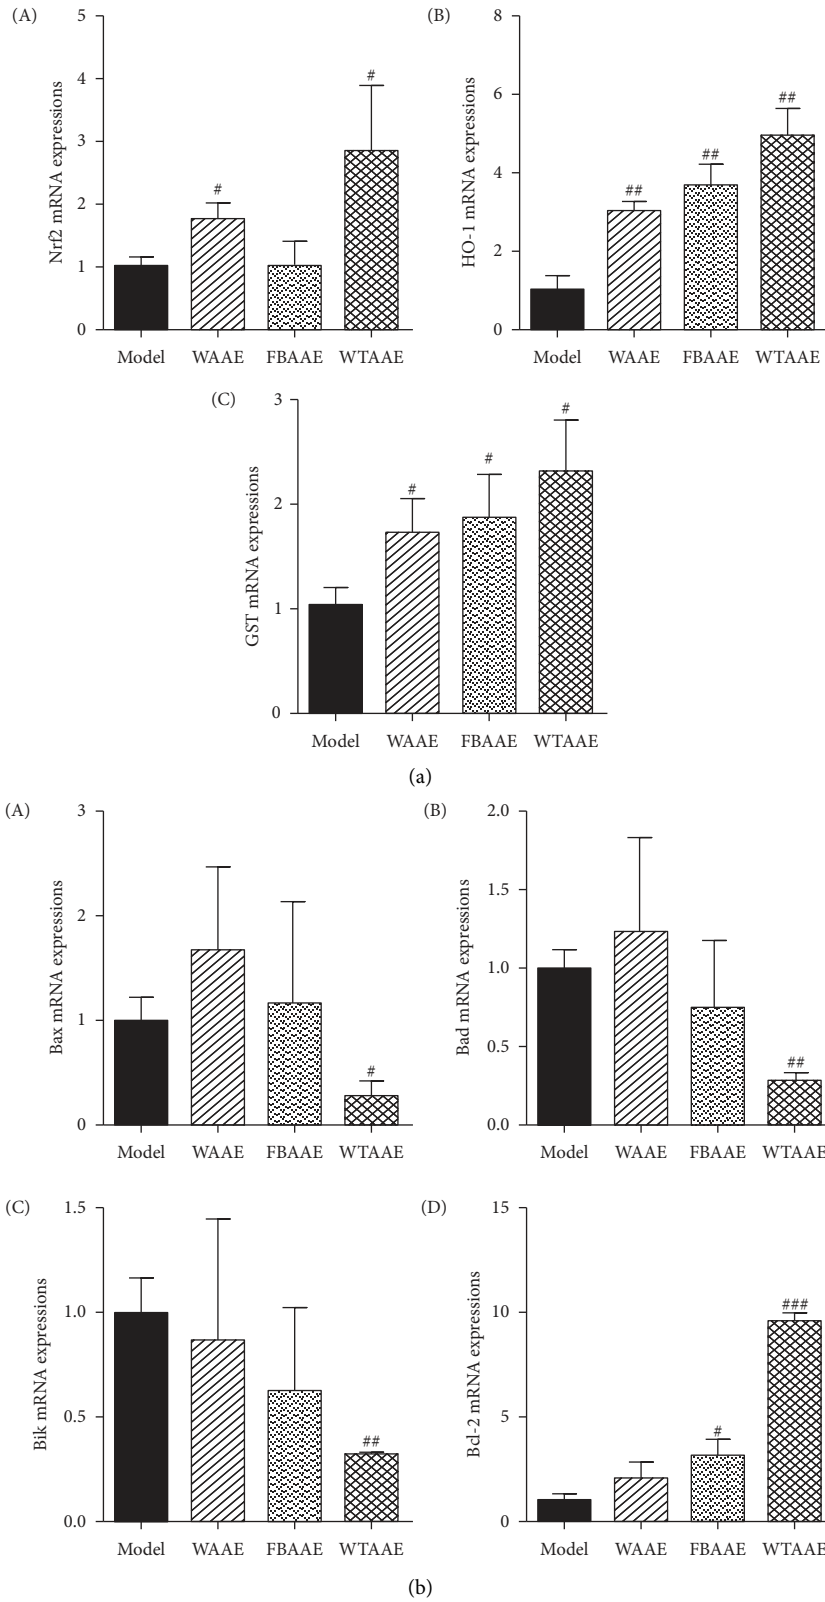 (A)
5
4
3
2
1
0
Nrf2 mRNA expressions
#
#
Model WAAE FBAAE WTAAE
(B)
8
6
4
2
0
HO-1 mRNA expressions
##
##
##
Model WAAE FBAAE WTAAE
(C)
3
2
1
0
GST mRNA expressions
#
#
#
Model WAAE FBAAE WTAAE
(a)
(A)
3
2
1
0
Bax mRNA expressions
#
Model WAAE FBAAE WTAAE
(B)
2.0
1.5
1.0
0.5
0.0
Bad mRNA expressions
##
Model WAAE FBAAE WTAAE
(C)
1.5
1.0
0.5
0.0
Bik mRNA expressions
##
Model WAAE FBAAE WTAAE
(D)
15
10
5
0
Bcl-2 mRNA expressions
#
###
Model WAAE FBAAE WTAAE
(b)